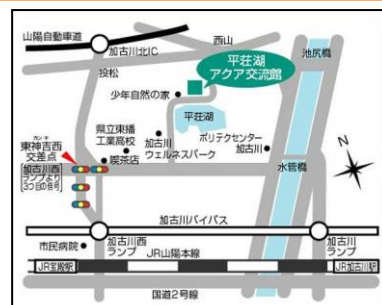 山陽自動車道
加古川北IC
西山
池尻橋
投松
平荘湖
アクア交流館
少年自然の家
平荘湖
県立東播
工業高校
加古川
ウェルネスパーク
ポリテクセンター
加古川
カンキ
東神吉西
交差点
喫茶店
N
加古川西
ランプより
3つ目の信号
水管橋
加古川バイパス
市民病院
加古川西
ランプ
加古川
ランプ
JR山陽本線
JR宝殿駅
JR加古川駅
国道2号線